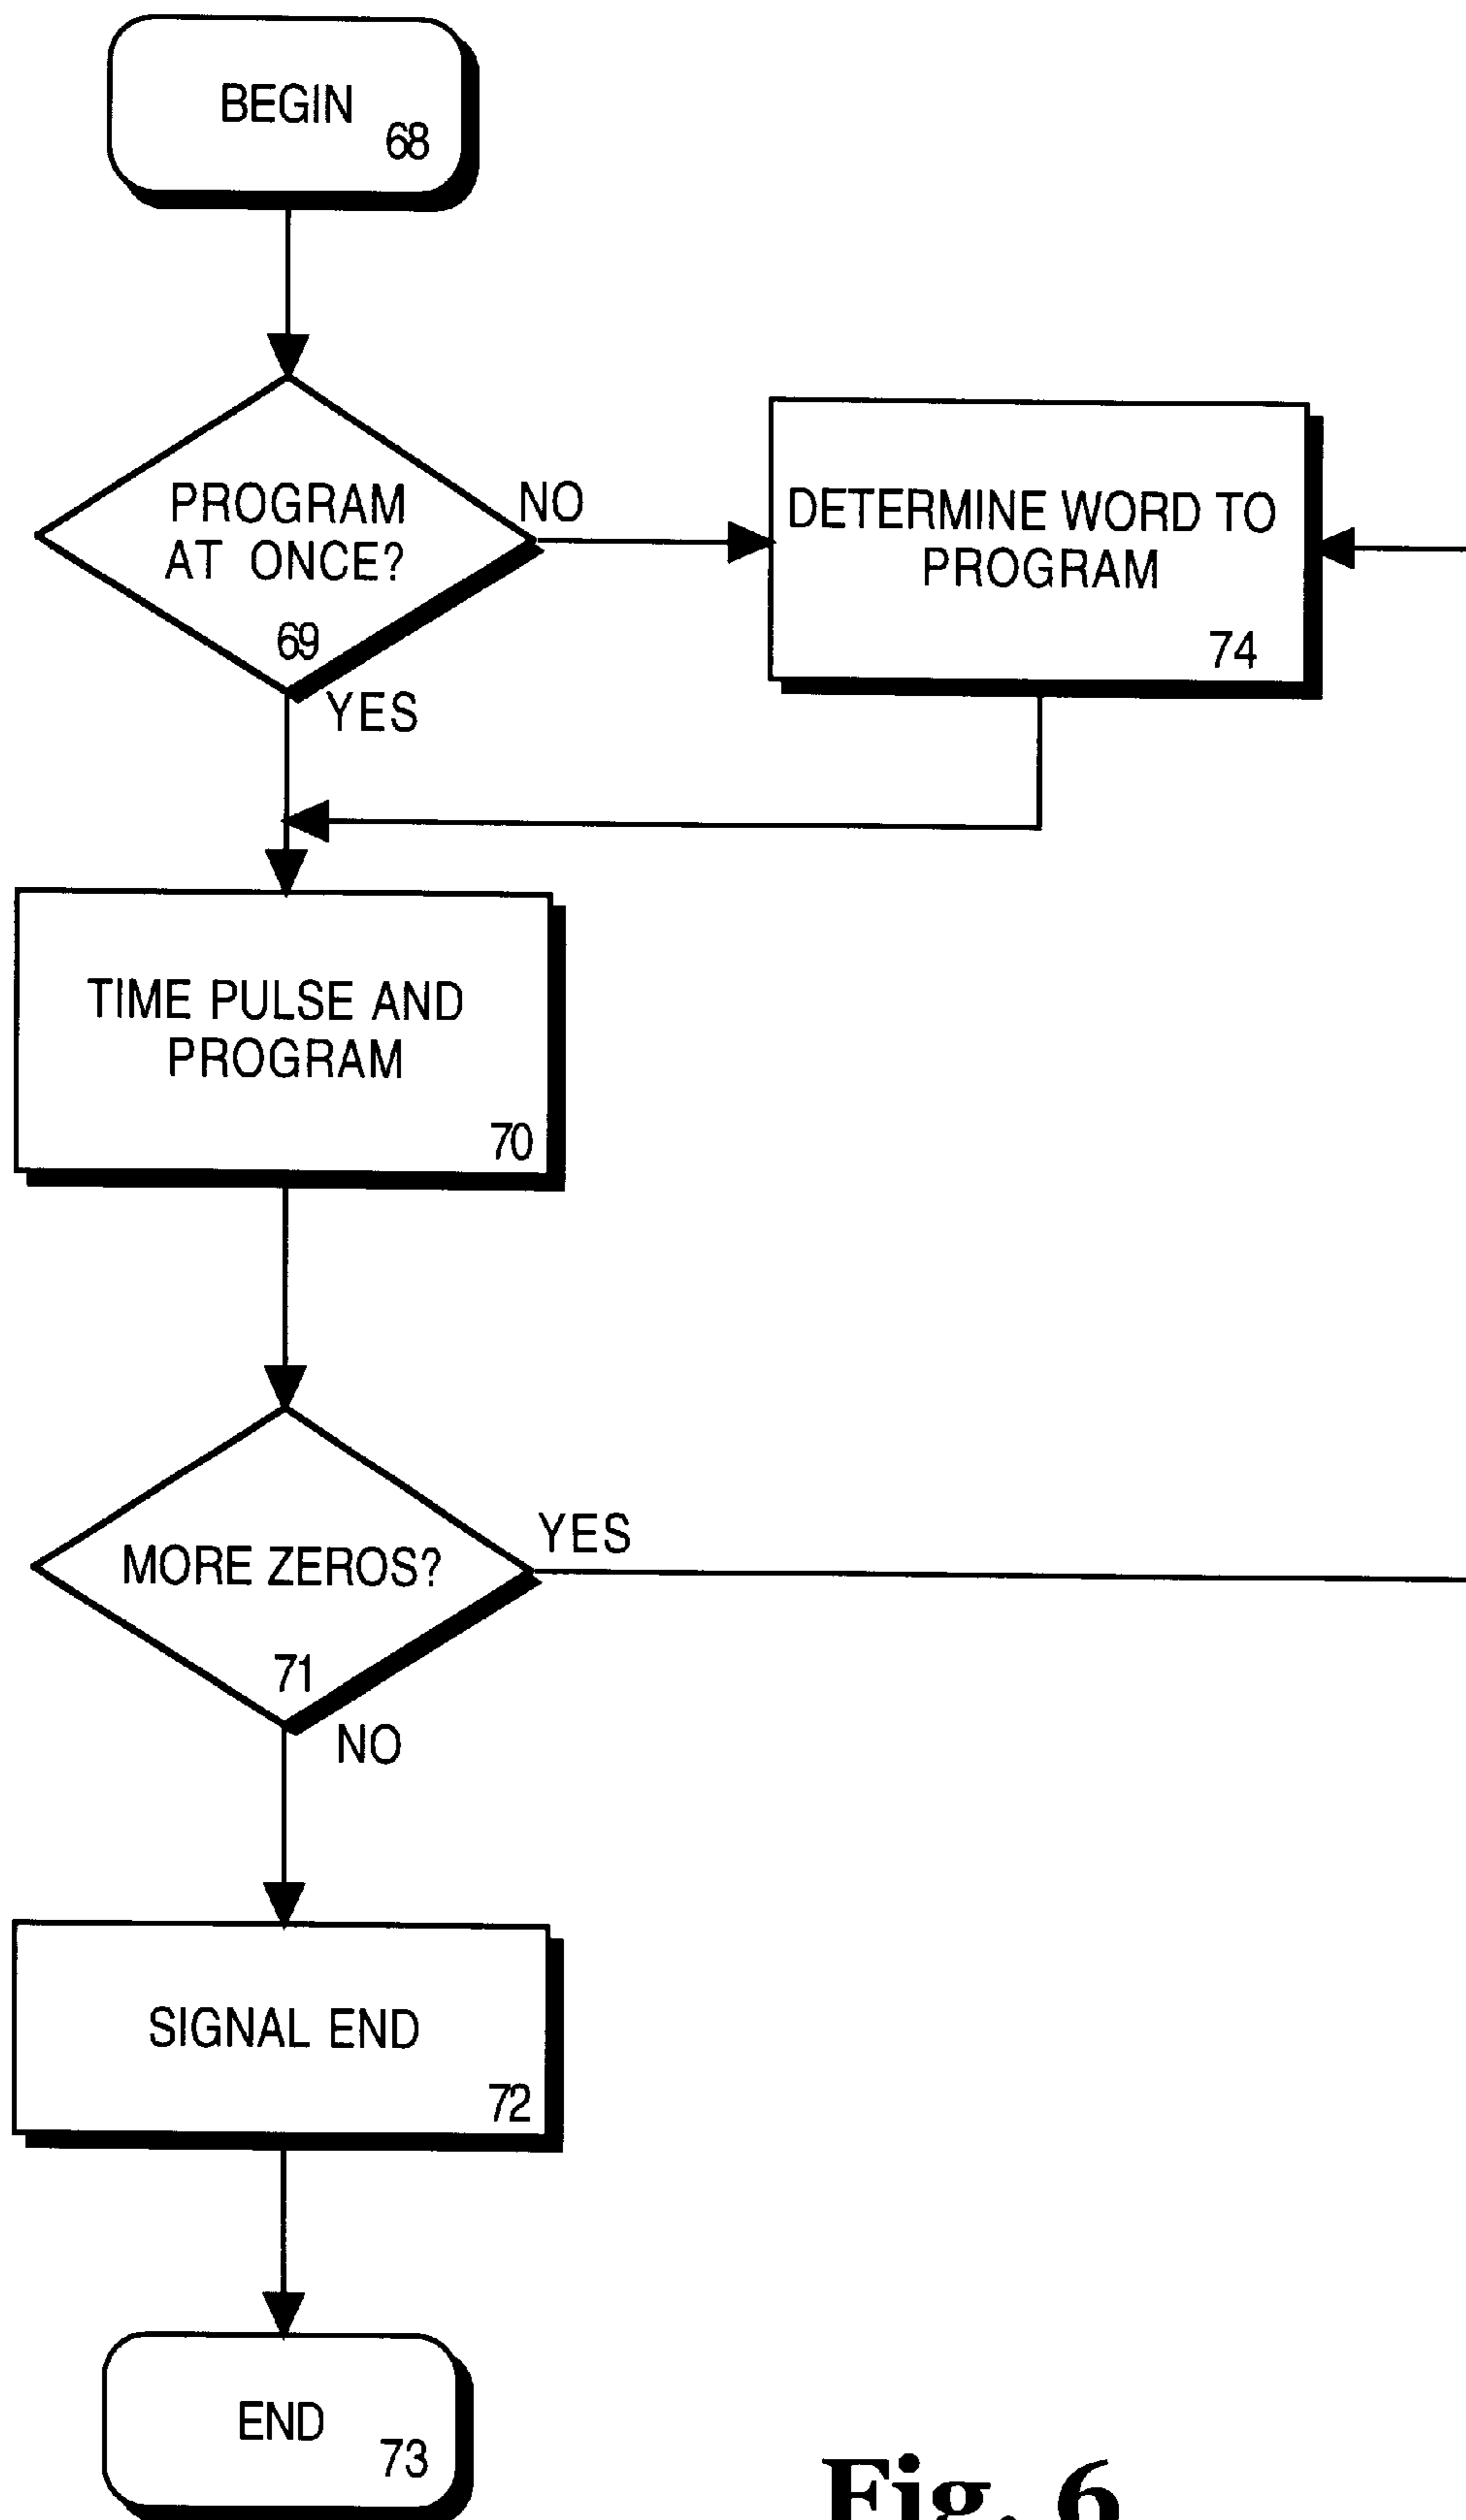 BEGIN
68
PROGRAM
AT ONCE?
69
NO
YES
DETERMINE WORD TO
PROGRAM
74
TIME PULSE AND
PROGRAM
70
MORE ZEROS?
71
YES
NO
SIGNAL END
72
END
73
Fig. 6